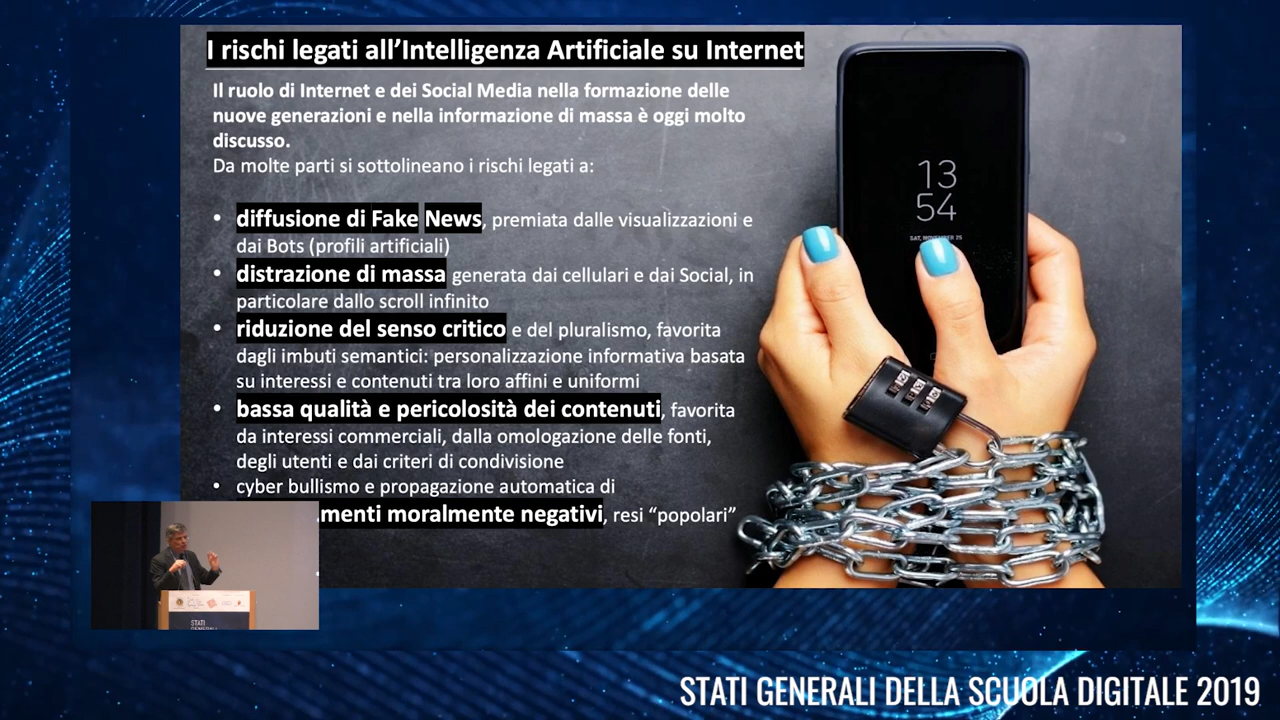 I rischi legati all'Intelligenza Artificiale su Internet
Il ruolo di Internet e dei Social Media nella formazione delle
nuove generazioni e nella informazione di massa è oggi molto
discusso.
Da molte parti si sottolineano i rischi legati a:
• diffusione di Fake News, premiata dalle visualizzazioni e
dai Bots (profili artificiali)
• distrazione di massa generata dai cellulari e dai Social, in
particolare dallo scroll infinito
• riduzione del senso critico e del pluralismo, favorita
dagli imbuti semantici: personalizzazione informativa basata
su interessi e contenuti tra loro affini e uniformi
• bassa qualità e pericolosità dei contenuti, favorita
da interessi commerciali, dalla omologazione delle fonti,
degli utenti e dai criteri di condivisione
• cyber bullismo e propagazione automatica di
menti moralmente negativi, resi “popolari”
13
54
SAT, NOVEMBER 25
STATI
GENERALI
STATI GENERALI DELLA SCUOLA DIGITALE 2019